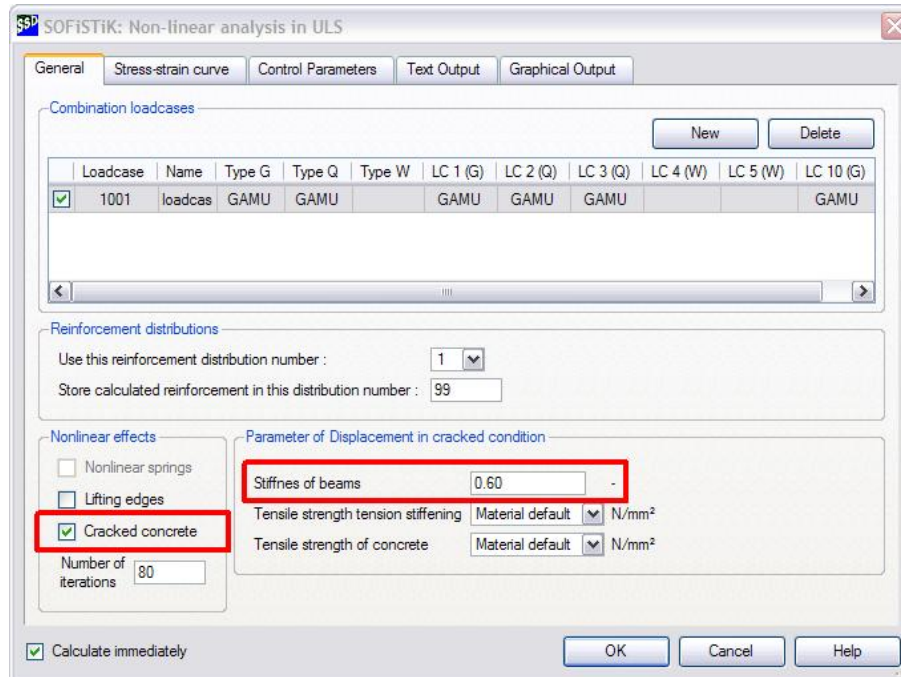 SSD SOFiSTiK: Non-linear analysis in ULS
General Stress-strain curve Control Parameters Text Output Graphical Output
Combination loadcases
New Delete
Loadcase Name Type G Type Q Type W LC 1 (G) LC 2 (Q) LC 3 (Q) LC 4 (W) LC 5 (W) LC 10 (G)
1001 loadcas GAMU GAMU GAMU GAMU GAMU GAMU
Reinforcement distributions
Use this reinforcement distribution number : 1
Store calculated reinforcement in this distribution number : 99
Nonlinear effects
Nonlinear springs
Lifting edges
Cracked concrete
Number of iterations 80
Parameter of Displacement in cracked condition
Stiffnes of beams 0.60 -
Tensile strength tension stiffening Material default N/mm²
Tensile strength of concrete Material default N/mm²
Calculate immediately OK Cancel Help